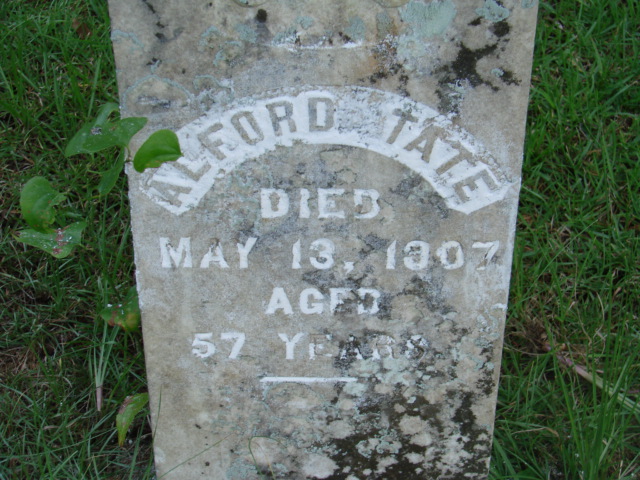 ALFORD TATE
DIED
MAY 13, 1907
AGED
57 YEARS